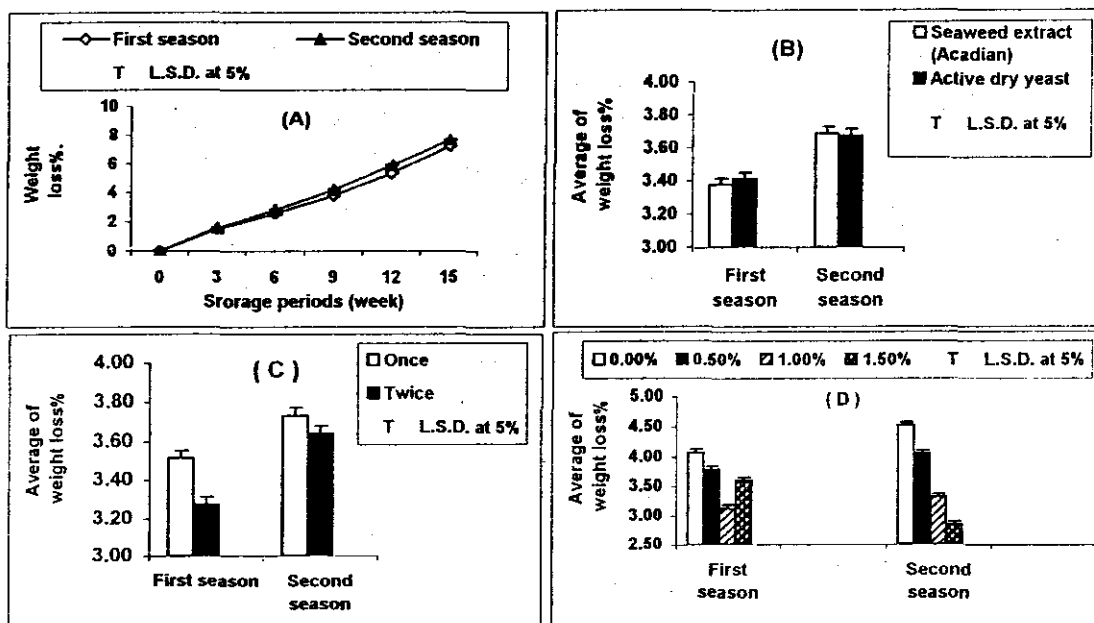 First season Second season
T L.S.D. at 5%
(A)
Weight
loss%.
10
8
6
4
2
0
0 3 6 9 12 15
Srorage periods (week)
(B)
Seaweed extract
(Acadian)
Active dry yeast
T L.S.D. at 5%
Average of
weight loss%
4.00
3.80
3.60
3.40
3.20
3.00
First
season
Second
season
( C )
Once
Twice
T L.S.D. at 5%
Average of
weight loss%
4.00
3.80
3.60
3.40
3.20
3.00
First season
Second
season
0.00% 0.50% 1.00% 1.50% T L.S.D. at 5%
( D )
Average of
weight loss%
5.00
4.50
4.00
3.50
3.00
2.50
First
season
Second
season